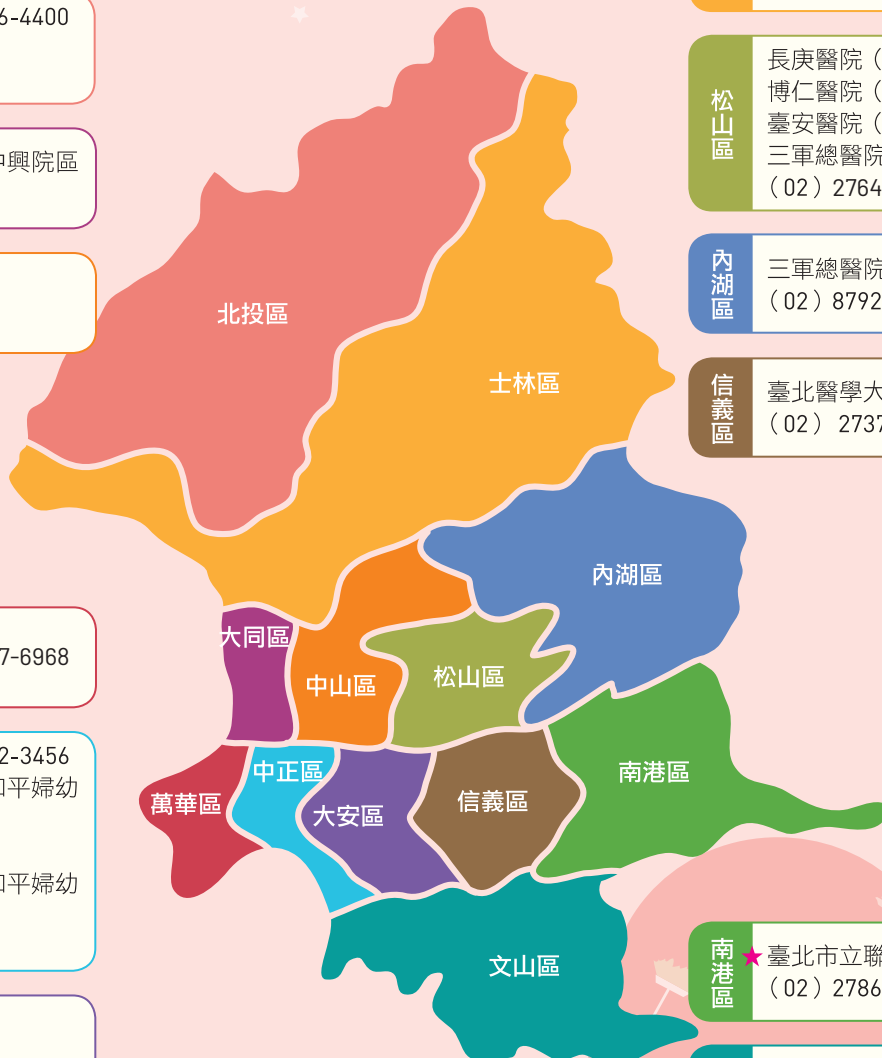 6-4400
中興院區
7-6968
2-3456
和平婦幼
和平婦幼
北投區
士林區
內湖區
大同區
中山區
松山區
中正區
萬華區
大安區
信義區
南港區
文山區
松山區
長庚醫院（
博仁醫院（
臺安醫院（
三軍總醫院
（02）2764
內湖區
三軍總醫院
（02）8792
信義區
臺北醫學大
（02） 2737
南港區
★臺北市立聯
（02）2786